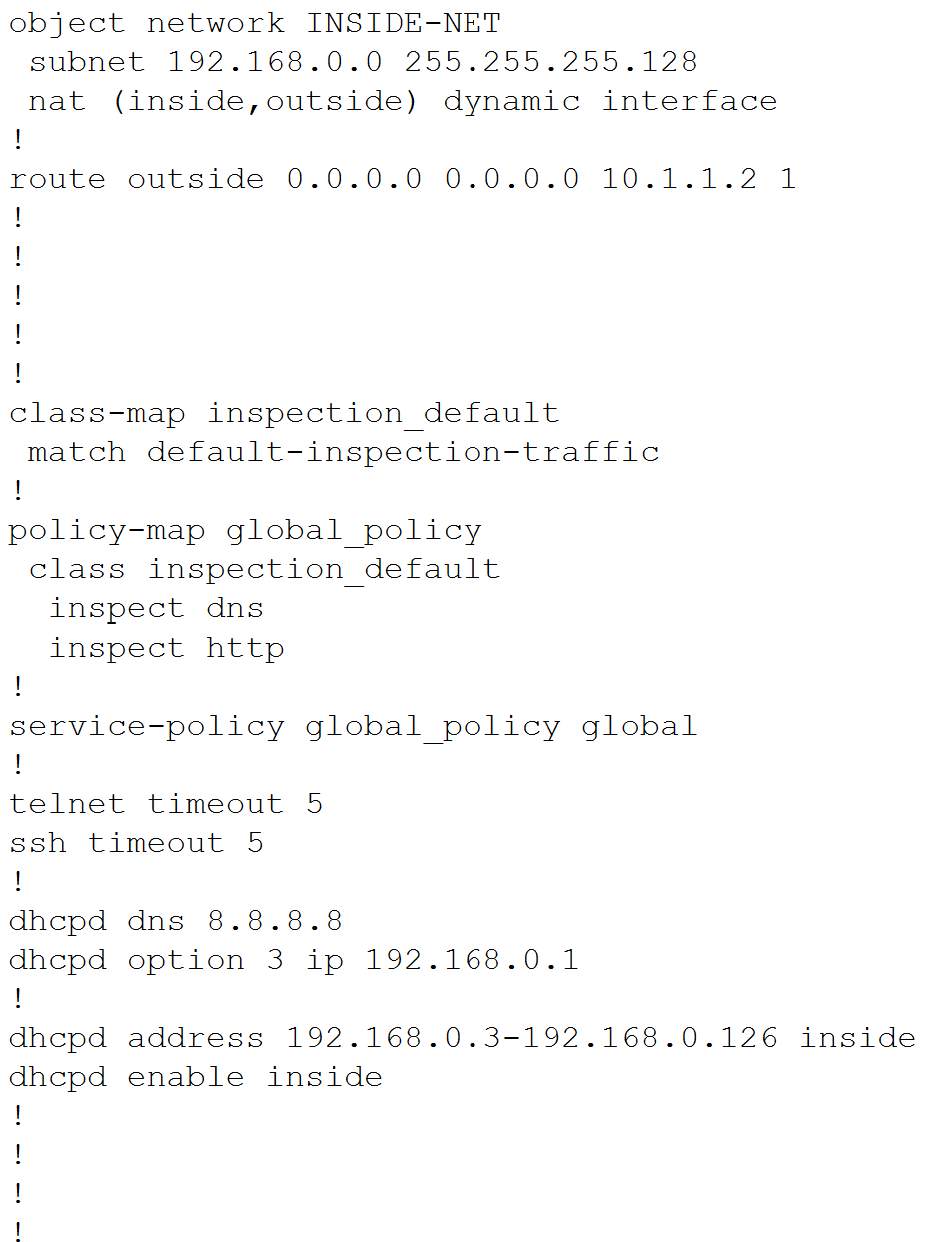 object network INSIDE-NET
 subnet 192.168.0.0 255.255.255.128
 nat (inside,outside) dynamic interface
!
route outside 0.0.0.0 0.0.0.0 10.1.1.2 1
!
!
!
!
!
class-map inspection_default
 match default-inspection-traffic
!
policy-map global_policy
 class inspection_default
  inspect dns
  inspect http
!
service-policy global_policy global
!
telnet timeout 5
ssh timeout 5
!
dhcpd dns 8.8.8.8
dhcpd option 3 ip 192.168.0.1
!
dhcpd address 192.168.0.3-192.168.0.126 inside
dhcpd enable inside
!
!
!
!